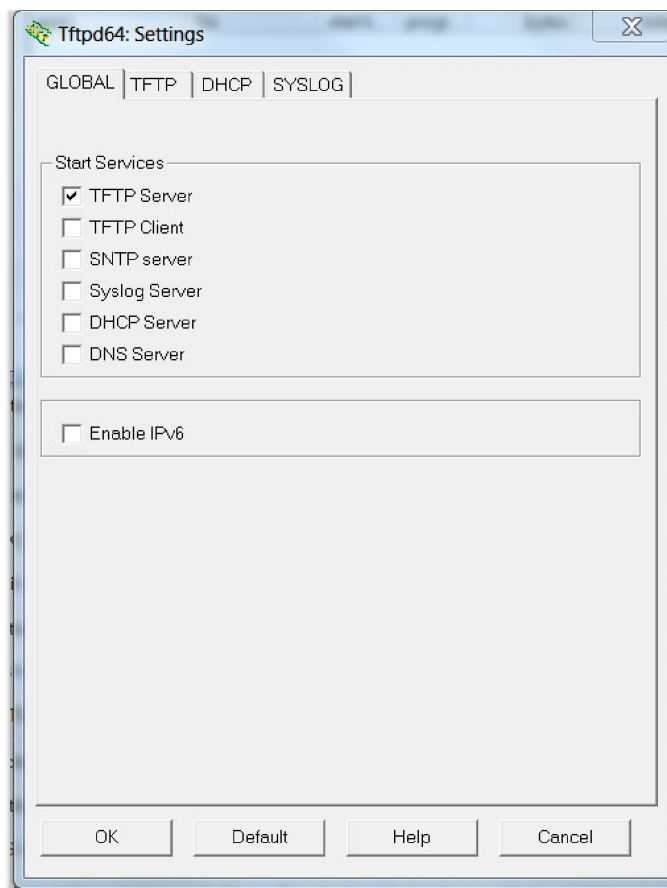 Tftpd64: Settings
GLOBAL TFTP DHCP SYSLOG
Start Services
TFTP Server
TFTP Client
SNTP server
Syslog Server
DHCP Server
DNS Server
Enable IPv6
OK Default Help Cancel